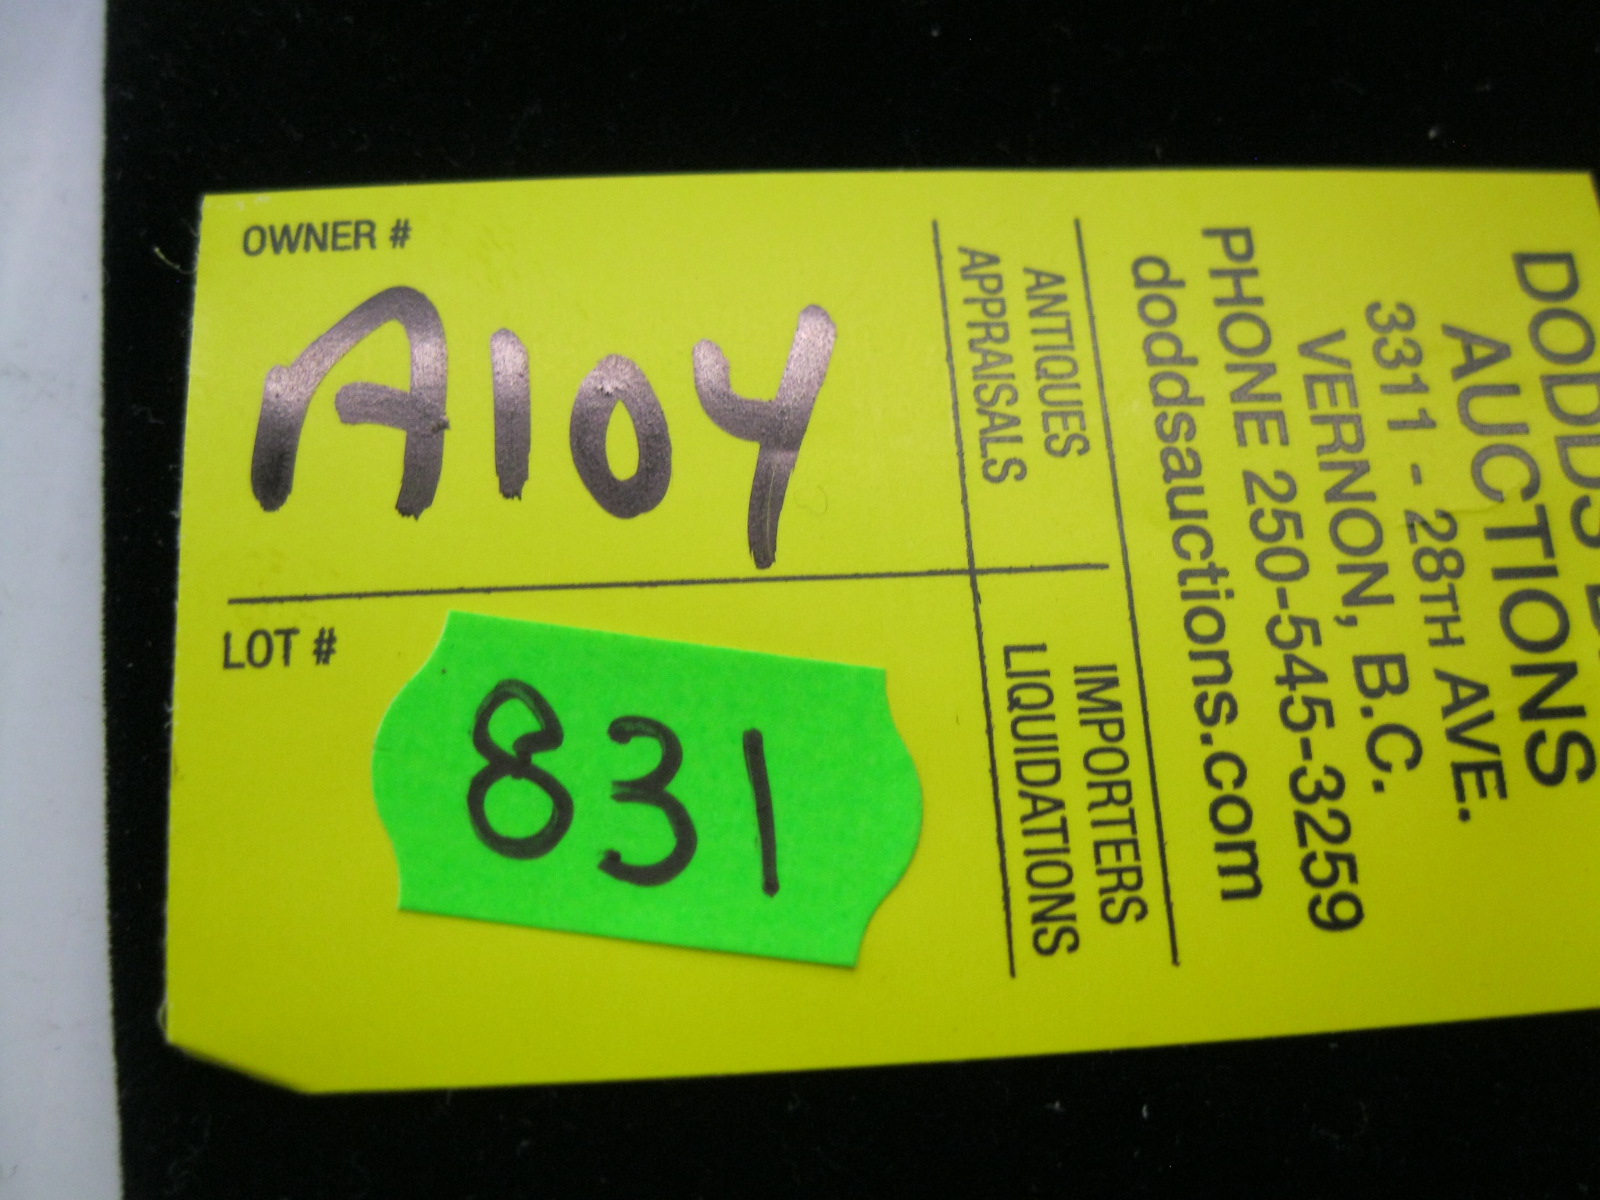 OWNER #
A104
LOT #
831
DODDS
AUCTIONS
3311 - 28TH AVE.
VERNON, B.C.
PHONE 250-545-3259
doddsauctions.com
ANTIQUES
IMPORTERS
APPRAISALS
LIQUIDATIONS